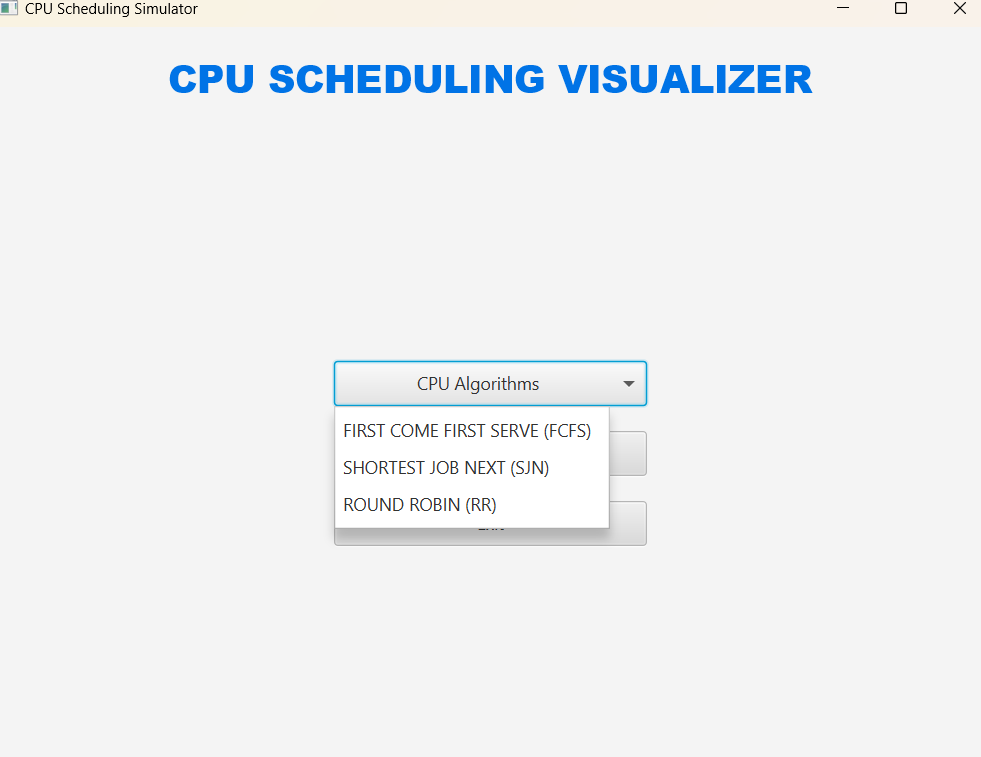 CPU Scheduling Simulator
CPU SCHEDULING VISUALIZER
CPU Algorithms
FIRST COME FIRST SERVE (FCFS)
SHORTEST JOB NEXT (SJN)
ROUND ROBIN (RR)